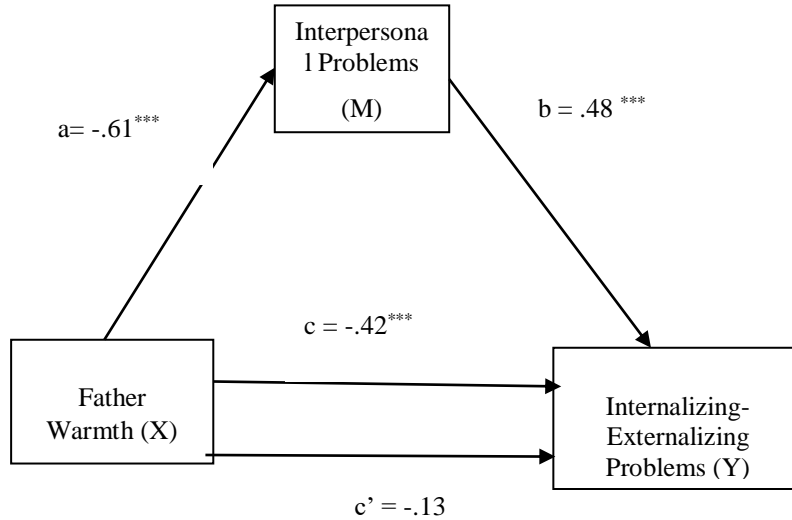 Interpersona
l Problems
(M)
a= -.61***
b = .48 ***
c = -.42***
Father
Warmth (X)
Internalizing-
Externalizing
Problems (Y)
c’ = -.13